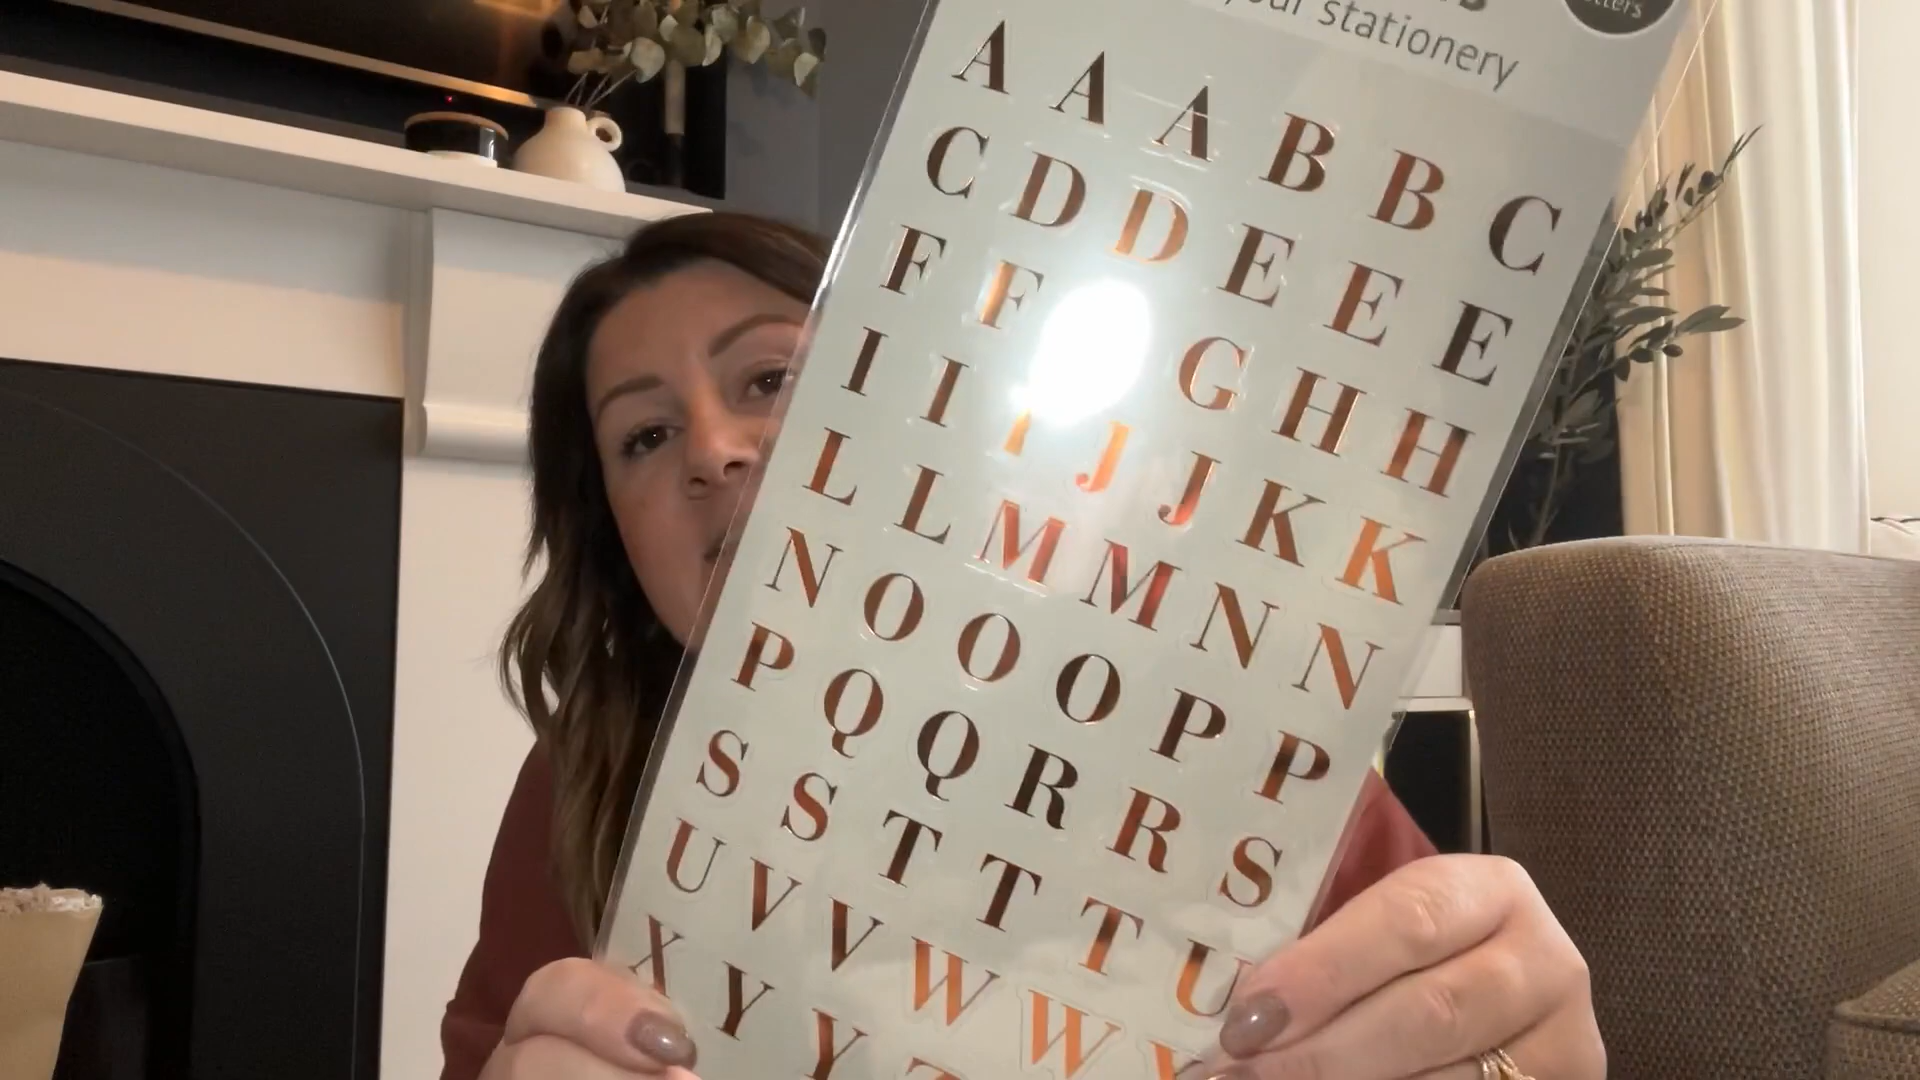 your stationery
A A A B B C
C D D E E E
F F G H H
I I J J K K
L L M M N N
N O O O P P
P Q Q R R S
S S T T T U
U V V W W
X Y Y